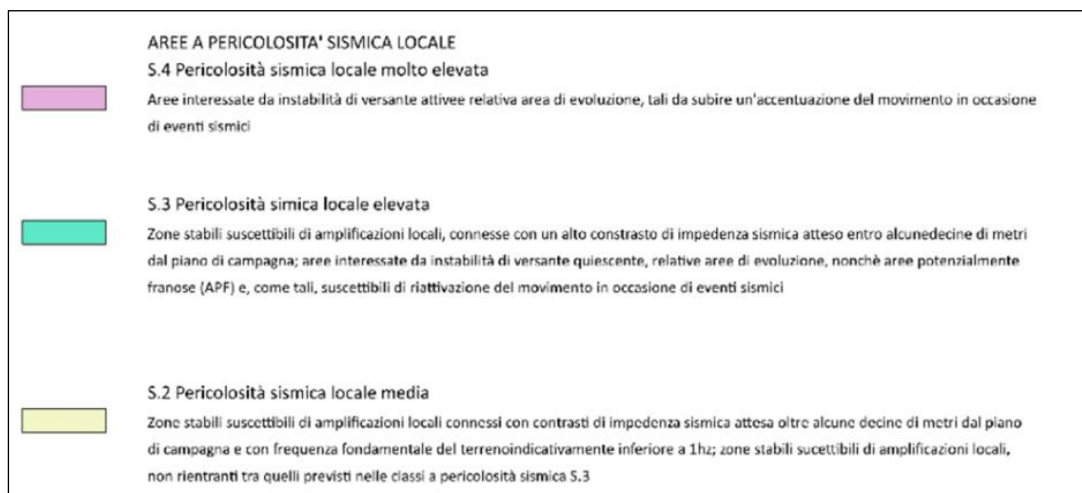 AREE A PERICOLOSITA' SISMICA LOCALE
S.4 Pericolosità sismica locale molto elevata
Aree interessate da instabilità di versante attivee relativa area di evoluzione, tali da subire un'accentuazione del movimento in occasione
di eventi sismici
S.3 Pericolosità simica locale elevata
Zone stabili suscettibili di amplificazioni locali, connesse con un alto constrasto di impedenza sismica atteso entro alcunedecine di metri
dal piano di campagna; aree interessate da instabilità di versante quiescente, relative aree di evoluzione, nonchè aree potenzialmente
franose (APF) e, come tali, suscettibili di riattivazione del movimento in occasione di eventi sismici
S.2 Pericolosità sismica locale media
Zone stabili suscettibili di amplificazioni locali connessi con contrasti di impedenza sismica attesa oltre alcune decine di metri dal piano
di campagna e con frequenza fondamentale del terrenoindicativamente inferiore a 1hz; zone stabili sucettibili di amplificazioni locali,
non rientranti tra quelli previsti nelle classi a pericolosità sismica S.3